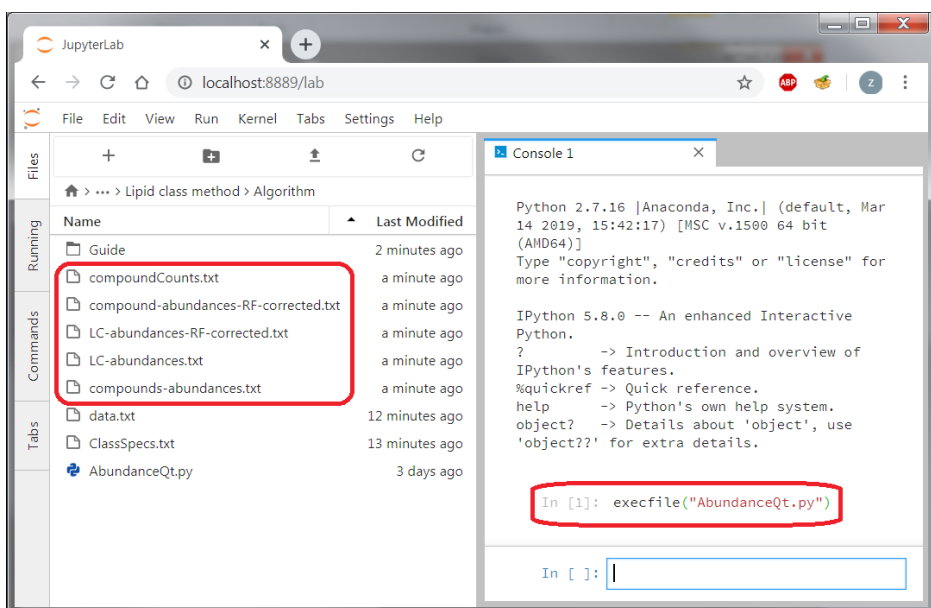 JupyterLab
localhost:8889/lab
ABP
z
File Edit View Run Kernel Tabs Settings Help
Files
Running
Commands
Tabs
> ··· > Lipid class method > Algorithm
Name Last Modified
Guide 2 minutes ago
compoundCounts.txt a minute ago
compound-abundances-RF-corrected.txt a minute ago
LC-abundances-RF-corrected.txt a minute ago
LC-abundances.txt a minute ago
compounds-abundances.txt a minute ago
data.txt 12 minutes ago
ClassSpecs.txt 13 minutes ago
AbundanceQt.py 3 days ago
Console 1
Python 2.7.16 |Anaconda, Inc.| (default, Mar
14 2019, 15:42:17) [MSC v.1500 64 bit
(AMD64)]
Type "copyright", "credits" or "license" for
more information.
IPython 5.8.0 -- An enhanced Interactive
Python.
? -> Introduction and overview of
IPython's features.
%quickref -> Quick reference.
help -> Python's own help system.
object? -> Details about 'object', use
'object??' for extra details.
In [1]: execfile("AbundanceQt.py")
In [ ]: